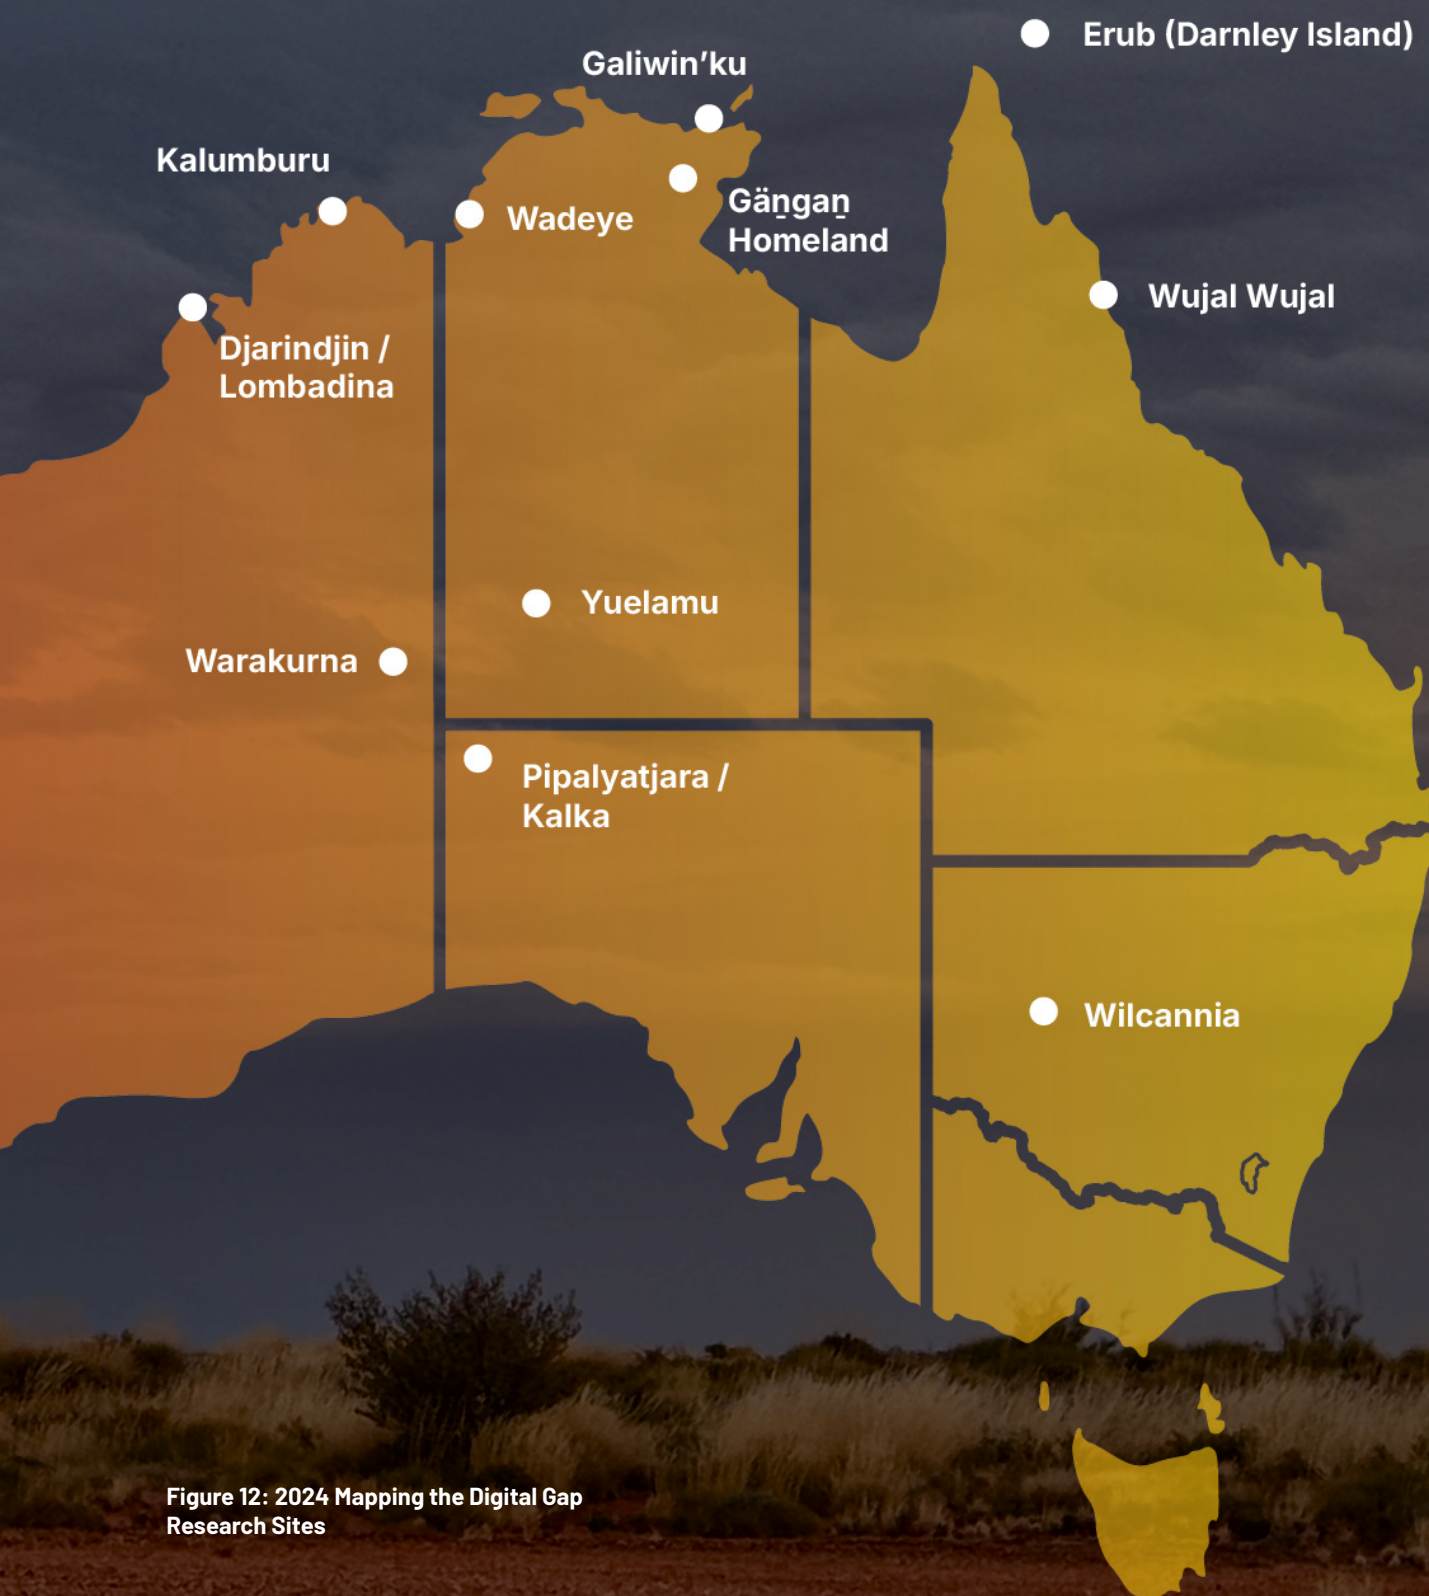 Erub (Darnley Island)
Galiwin’ku
Kalumburu
Gäṉgaṉ
Homeland
Wadeye
Wujal Wujal
Djarindjin /
Lombadina
Yuelamu
Warakurna
Pipalyatjara /
Kalka
Wilcannia
Figure 12: 2024 Mapping the Digital Gap
Research Sites